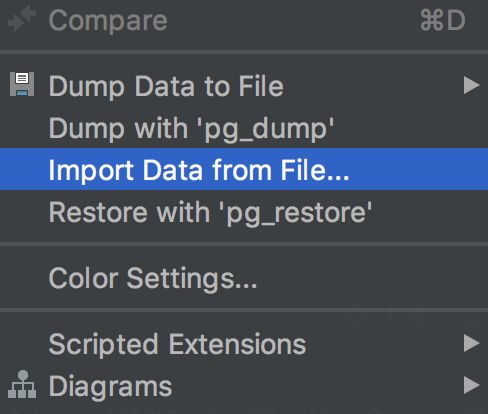 Compare ⌘D
Dump Data to File
Dump with 'pg_dump'
Import Data from File...
Restore with 'pg_restore'
Color Settings...
Scripted Extensions
Diagrams